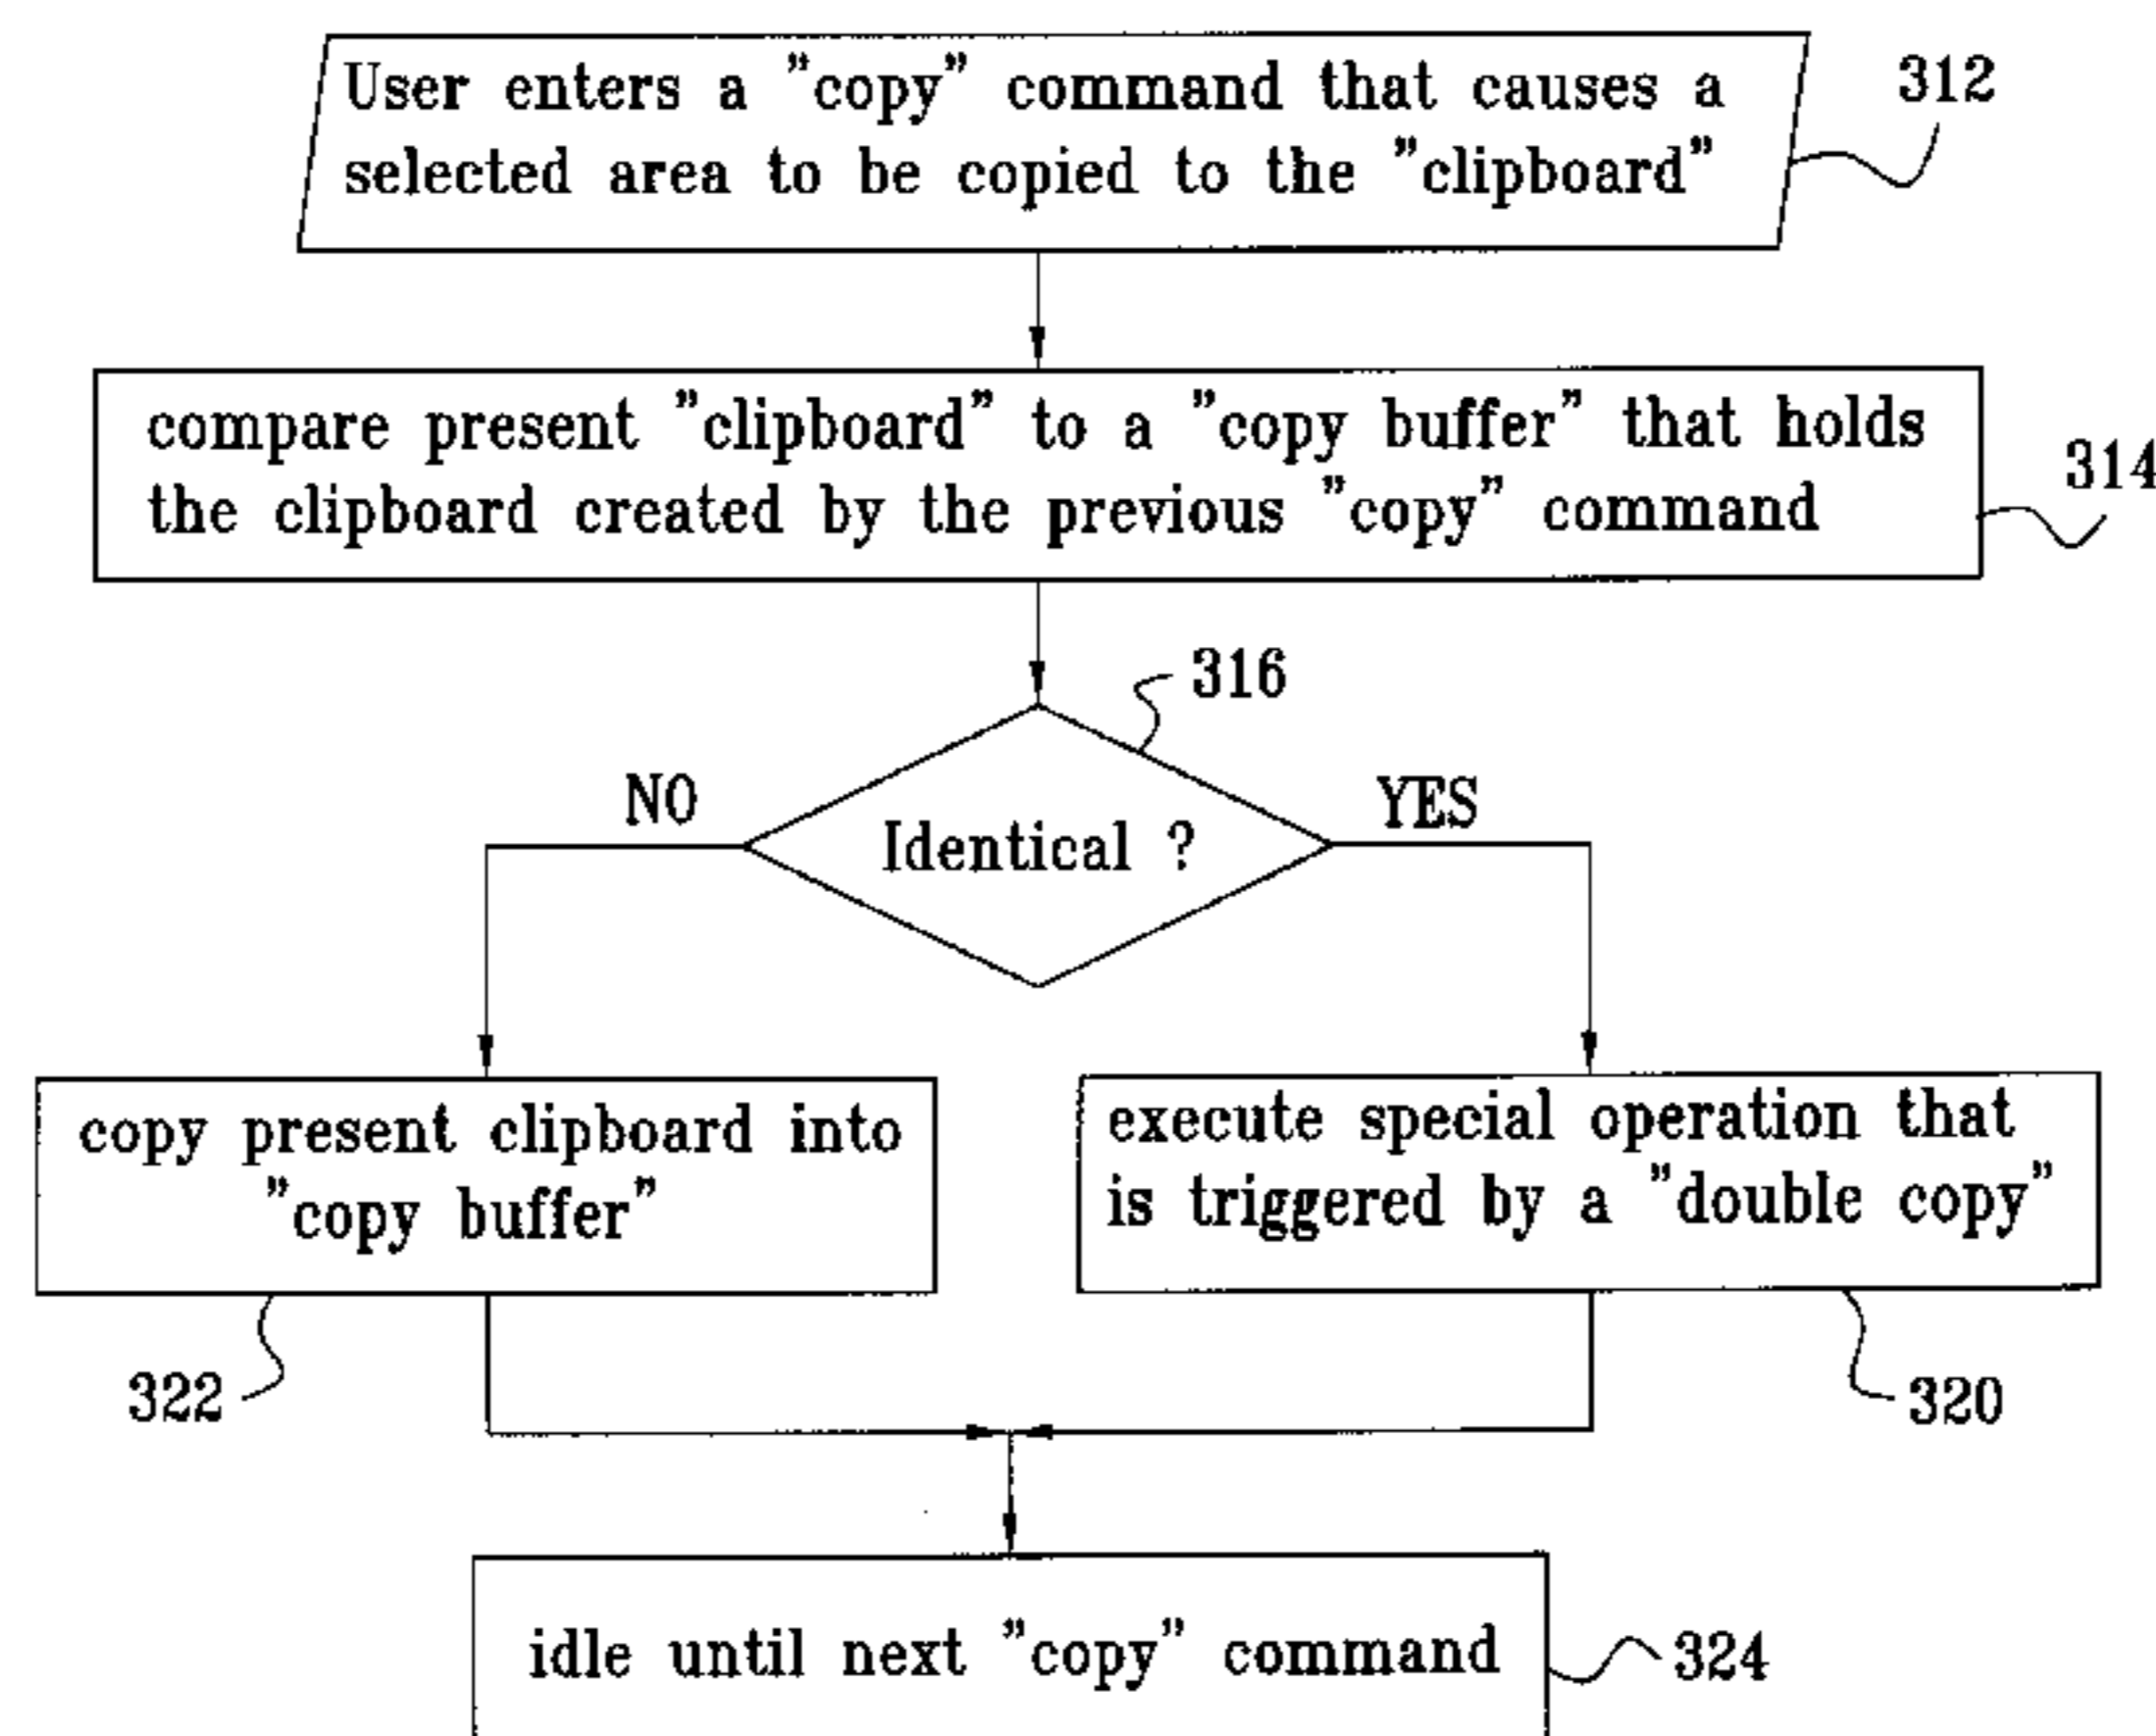 User enters a ”copy” command that causes a
selected area to be copied to the ”clipboard”
312
compare present ”clipboard” to a ”copy buffer” that holds
the clipboard created by the previous ”copy” command
314
316
NO
YES
Identical ?
copy present clipboard into
”copy buffer”
execute special operation that
is triggered by a ”double copy”
322
320
idle until next ”copy” command
324